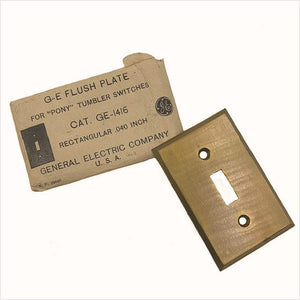 G-E FLUSH PLATE
FOR "PONY" TUMBLER SWITCHES
CAT. GE-1416
RECTANGULAR .040 INCH
GENERAL ELECTRIC COMPANY
U. S. A.